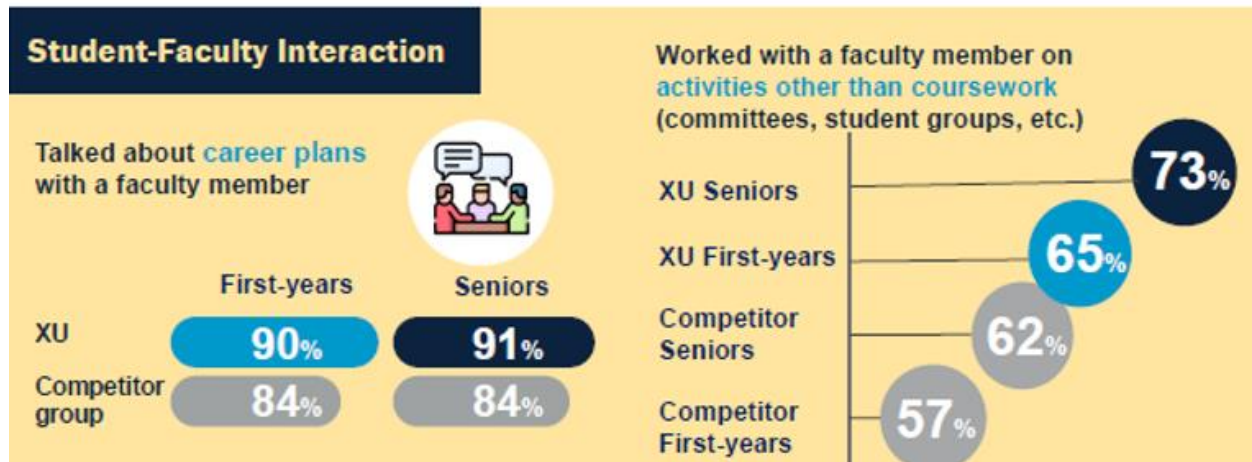 Student-Faculty Interaction
Talked about career plans
with a faculty member
First-years Seniors
XU 90% 91%
Competitor
group 84% 84%
Worked with a faculty member on
activities other than coursework
(committees, student groups, etc.)
XU Seniors 73%
XU First-years 65%
Competitor
Seniors 62%
Competitor
First-years 57%